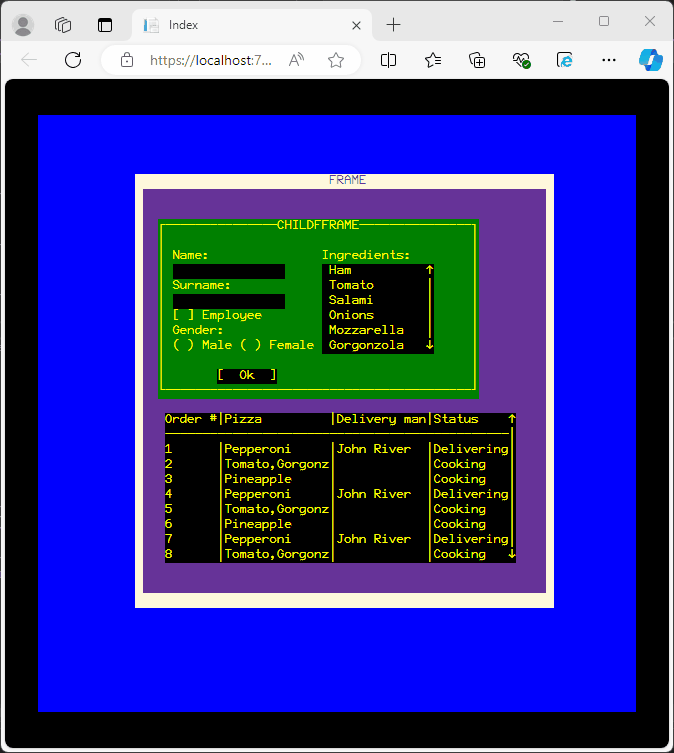 Index
https://localhost:7...
FRAME
CHILDFFRAME
Name: Ingredients:
Ham ↑
Surname: Tomato
Salami
[ ] Employee Onions
Gender: Mozzarella
( ) Male ( ) Female Gorgonzola ↓
[ Ok ]
Order #|Pizza |Delivery man|Status ↑
1 |Pepperoni |John River |Delivering|
2 |Tomato,Gorgonz| |Cooking |
3 |Pineapple | |Cooking |
4 |Pepperoni |John River |Delivering|
5 |Tomato,Gorgonz| |Cooking |
6 |Pineapple | |Cooking |
7 |Pepperoni |John River |Delivering|
8 |Tomato,Gorgonz| |Cooking ↓